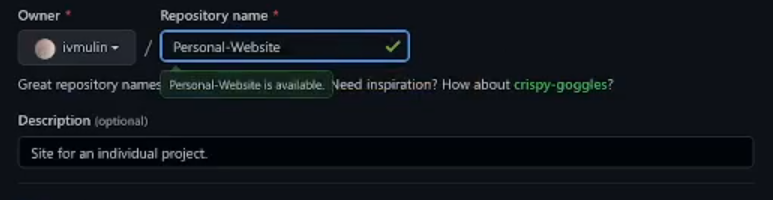 Owner * Repository name *
ivmulin / Personal-Website
Great repository names Need inspiration? How about crispy-goggles?
Personal-Website is available.
Description (optional)
Site for an individual project.